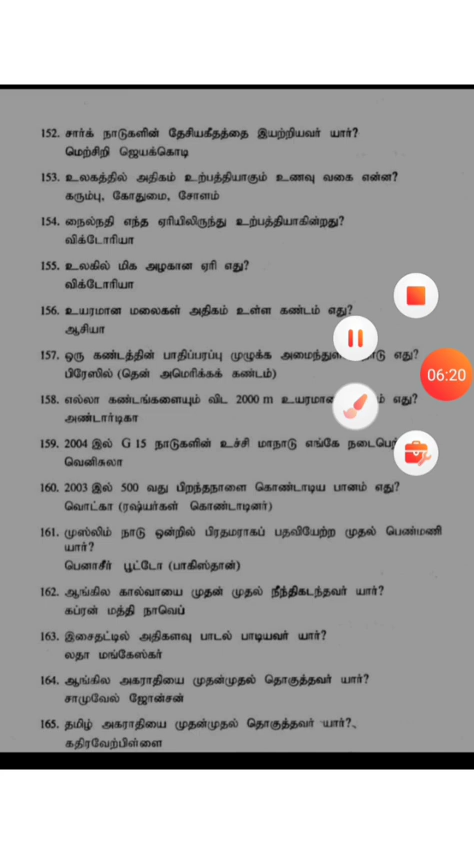 152. சார்க் நாடுகளின் தேசியகீதத்தை இயற்றியவர் யார்?
மெற்சிறி ஜெயக்கொடி
153. உலகத்தில் அதிகம் உற்பத்தியாகும் உணவு வகை என்ன?
கரும்பு, கோதுமை, சோளம்
154. நைல்நதி எந்த ஏரியிலிருந்து உற்பத்தியாகின்றது?
விக்டோரியா
155. உலகில் மிக அழகான ஏரி எது?
விக்டோரியா
156. உயரமான மலைகள் அதிகம் உள்ள கண்டம் எது?
ஆசியா
157. ஒரு கண்டத்தின் பாதிப்பரப்பு முழுக்க எது?
பிரேஸில் (தென் அமெரிக்கக் கண்டம்)
06:20
158. எல்லா கண்டங்களையும் விட 2000 m எது?
அண்டார்டிகா
159. 2004 இல் G 15 நாடுகளின் உச்சி மாநாடு எங்கே
வெனிசுலா
160. 2003 இல் 500 வது பிறந்தநாளை கொண்டாடிய பானம் எது?
வொட்கா (ரஷ்யர்கள் கொண்டாடினர்)
161. முஸ்லிம் நாடு ஒன்றில் பிரதமராகப் பதவியேற்ற முதல் பெண்மணி
யார்?
பெனாசீர் பூட்டோ (பாகிஸ்தான்)
162. ஆங்கில கால்வாயை முதன் முதல் நீந்திகடந்தவர் யார்?
கப்ரன் மத்தி நாவெப்
163. இசைதட்டில் அதிகளவு பாடல் பாடியவர் யார்?
லதா மங்கேஸ்கர்
164. ஆங்கில அகராதியை முதன்முதல் தொகுத்தவர் யார்?
சாமுவேல் ஜோன்சன்
165. தமிழ் அகராதியை முதன்முதல் தொகுத்தவர் யார்?
கதிரவேற்பிள்ளை